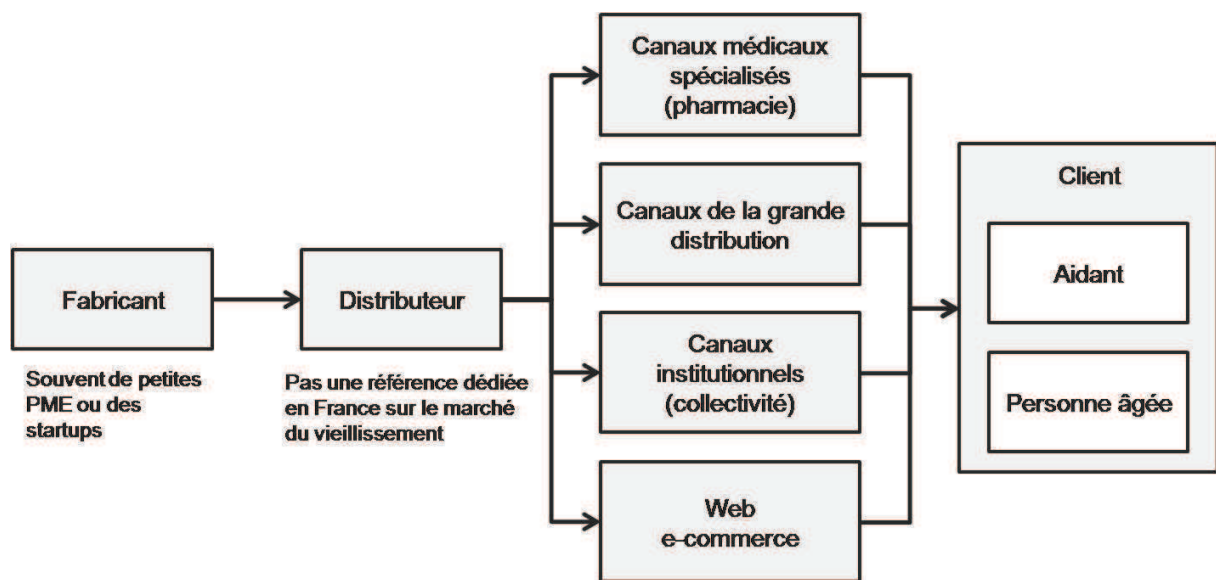 Fabricant
Souvent de petites
PME ou des
startups
Distributeur
Pas une référence dédiée
en France sur le marché
du vieillissement
Canaux médicaux
spécialisés
(pharmacie)
Canaux de la grande
distribution
Canaux
institutionnels
(collectivité)
Web
e-commerce
Client
Aidant
Personne âgée